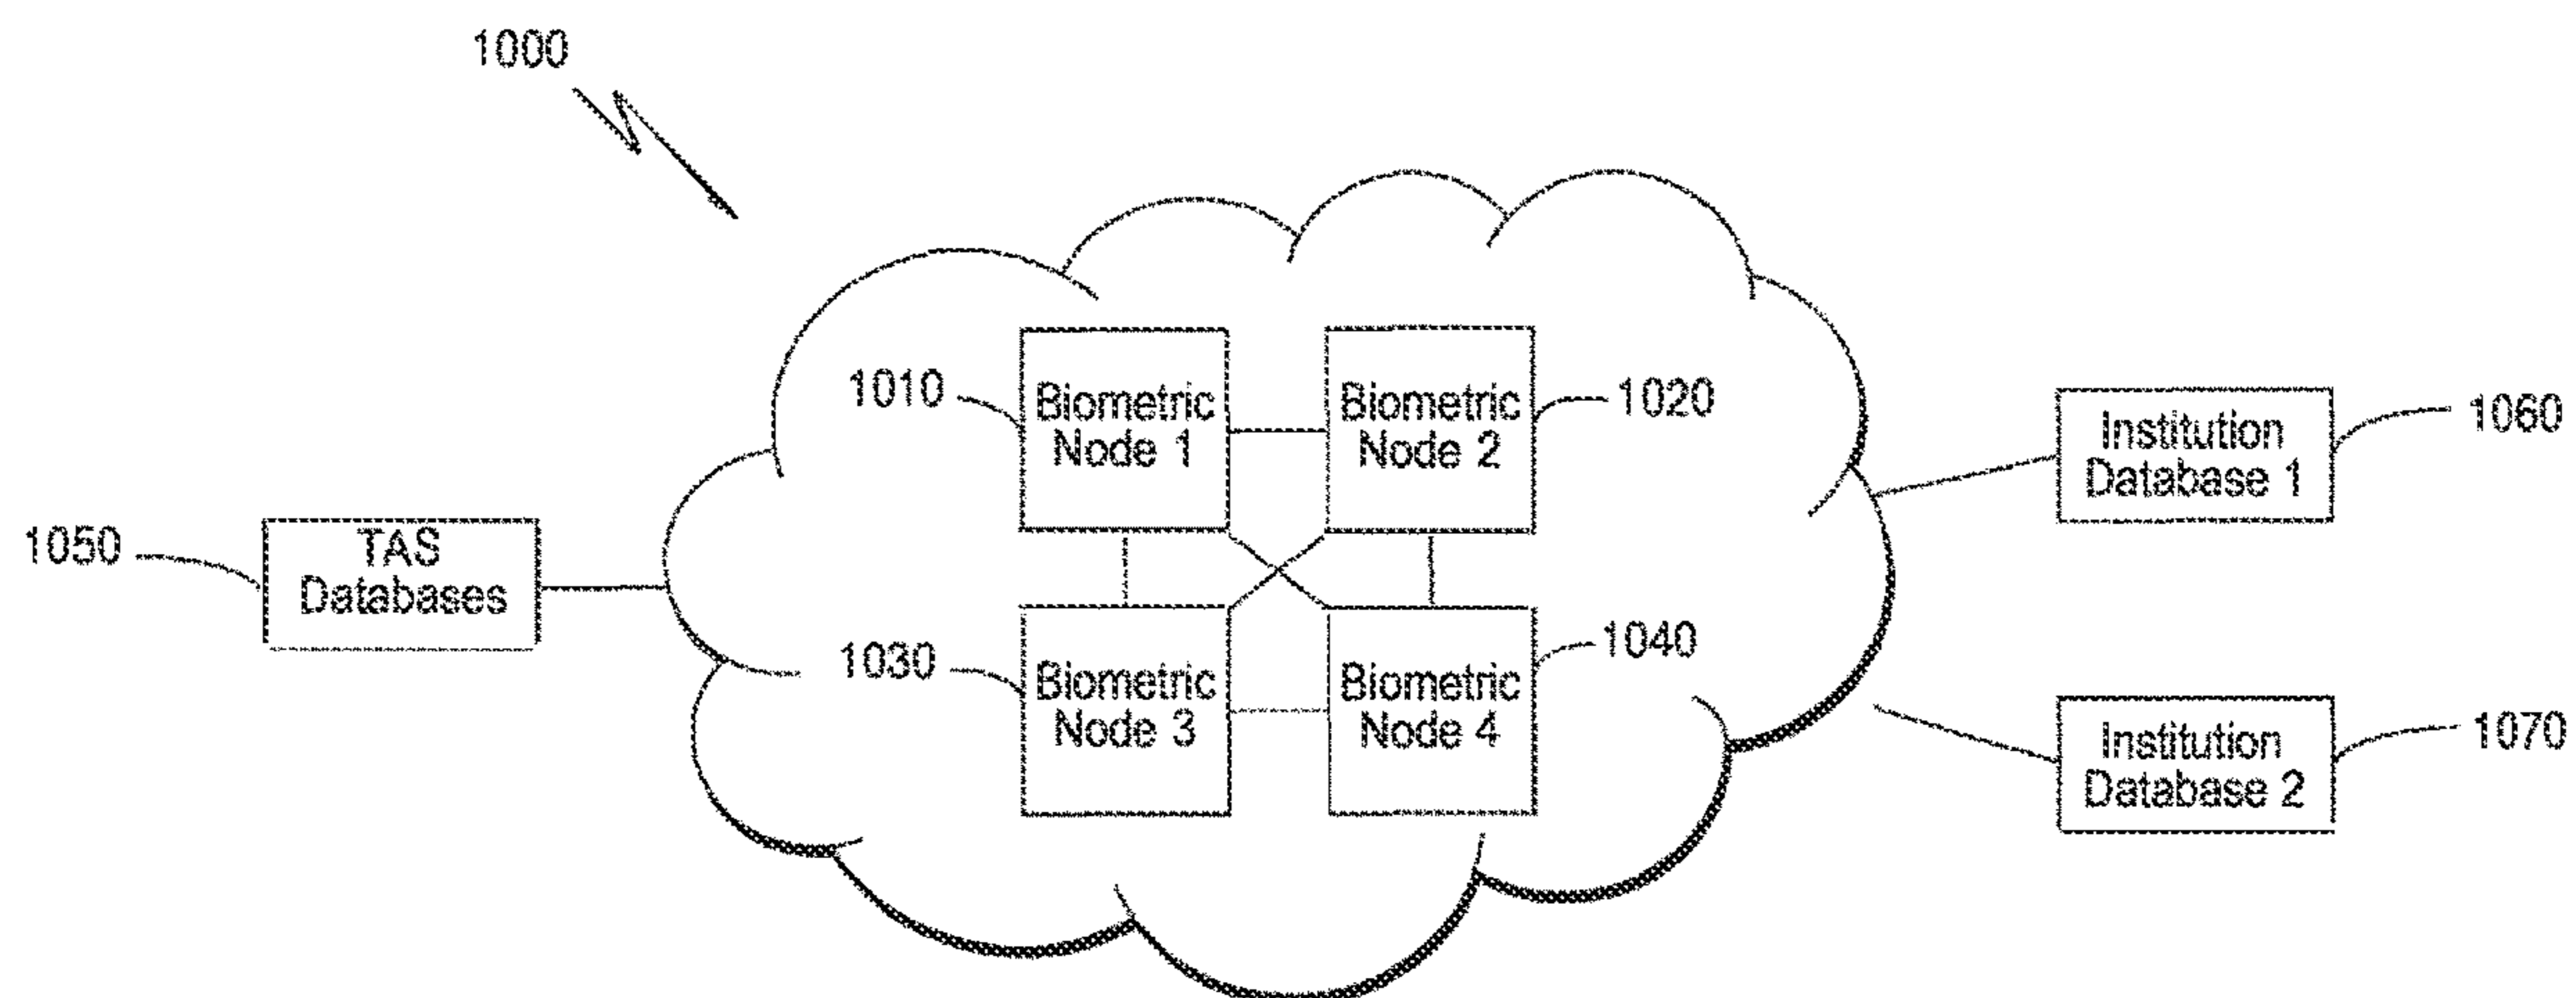 1000
1010
Biometric
Node 1
Biometric
Node 2
1020
Institution
Database 1
1060
1050
TAS
Databases
1030
Biometric
Node 3
Biometric
Node 4
1040
Institution
Database 2
1070